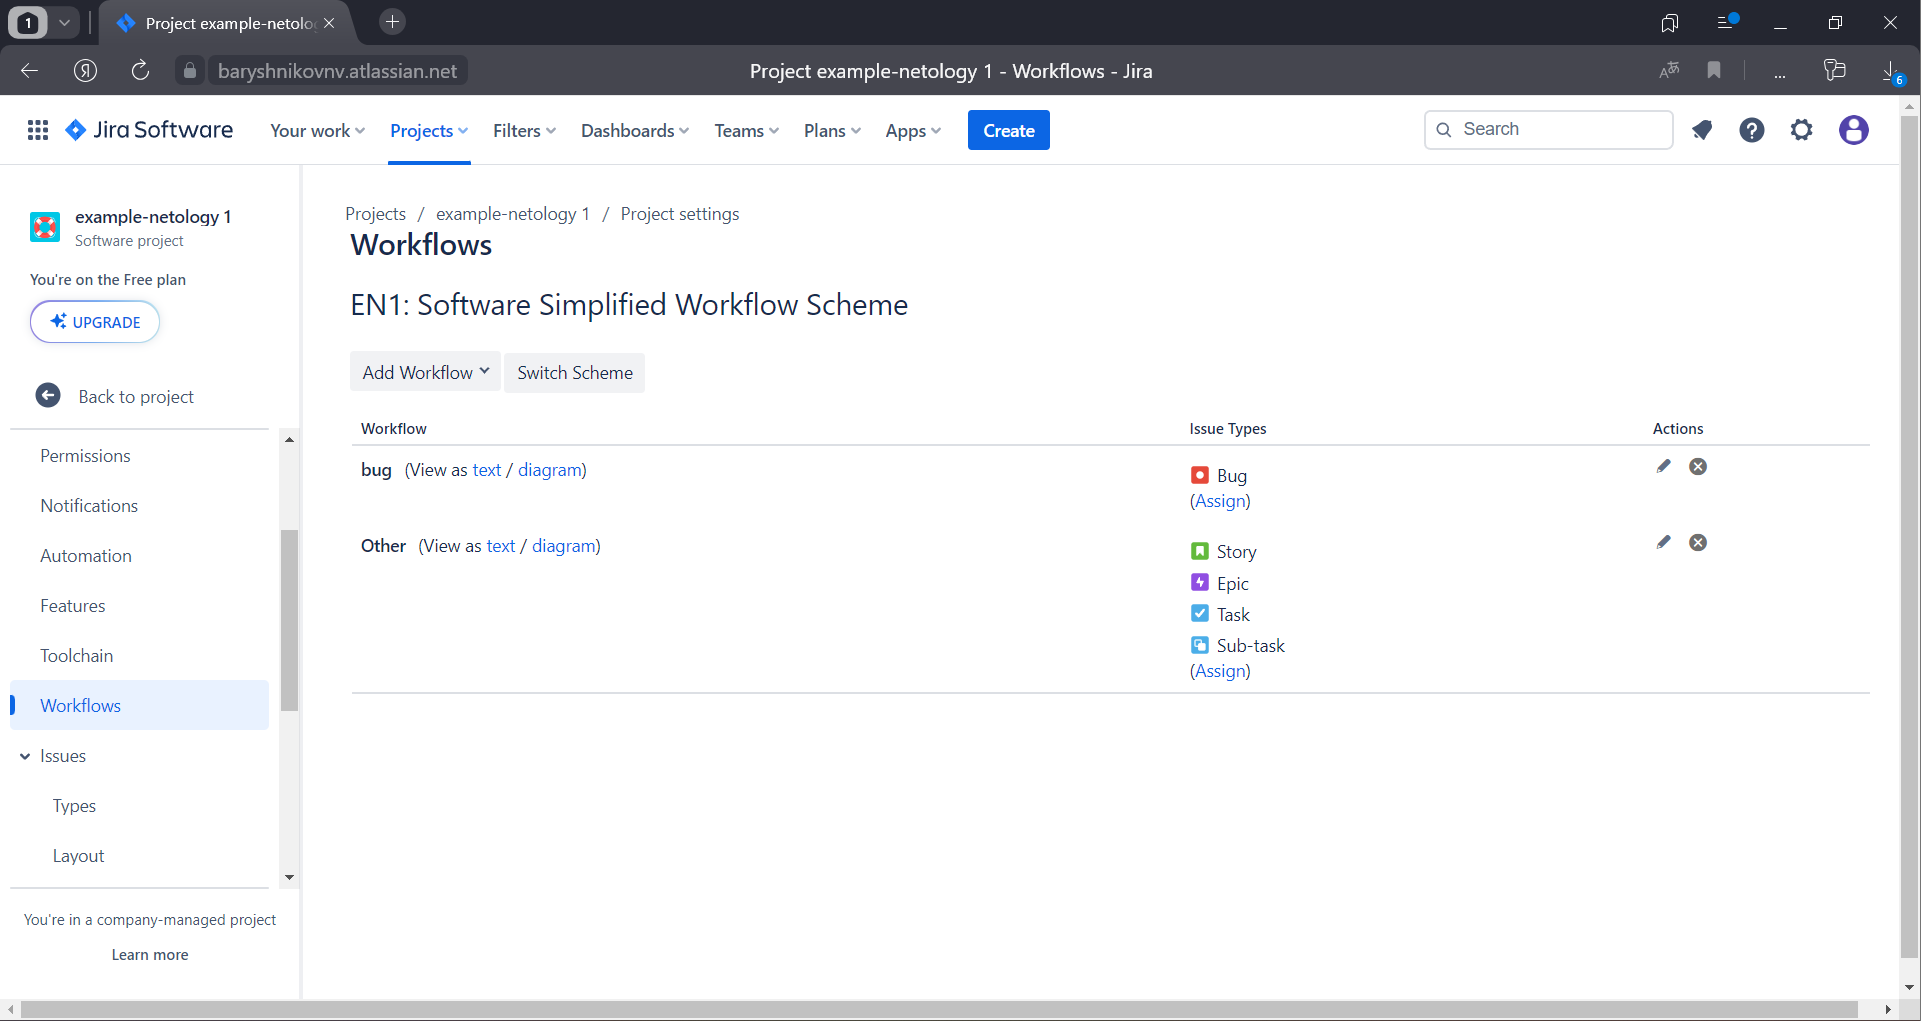 1
Project example-netolo
baryshnikovnv.atlassian.net
Project example-netology 1 - Workflows - Jira
6
Jira Software
Your work
Projects
Filters
Dashboards
Teams
Plans
Apps
Create
Search
example-netology 1
Software project
You're on the Free plan
UPGRADE
Back to project
Permissions
Notifications
Automation
Features
Toolchain
Workflows
Issues
Types
Layout
You're in a company-managed project
Learn more
Projects / example-netology 1 / Project settings
Workflows
EN1: Software Simplified Workflow Scheme
Add Workflow
Switch Scheme
Workflow Issue Types Actions
bug (View as text / diagram)
Bug
(Assign)
Other (View as text / diagram)
Story
Epic
Task
Sub-task
(Assign)